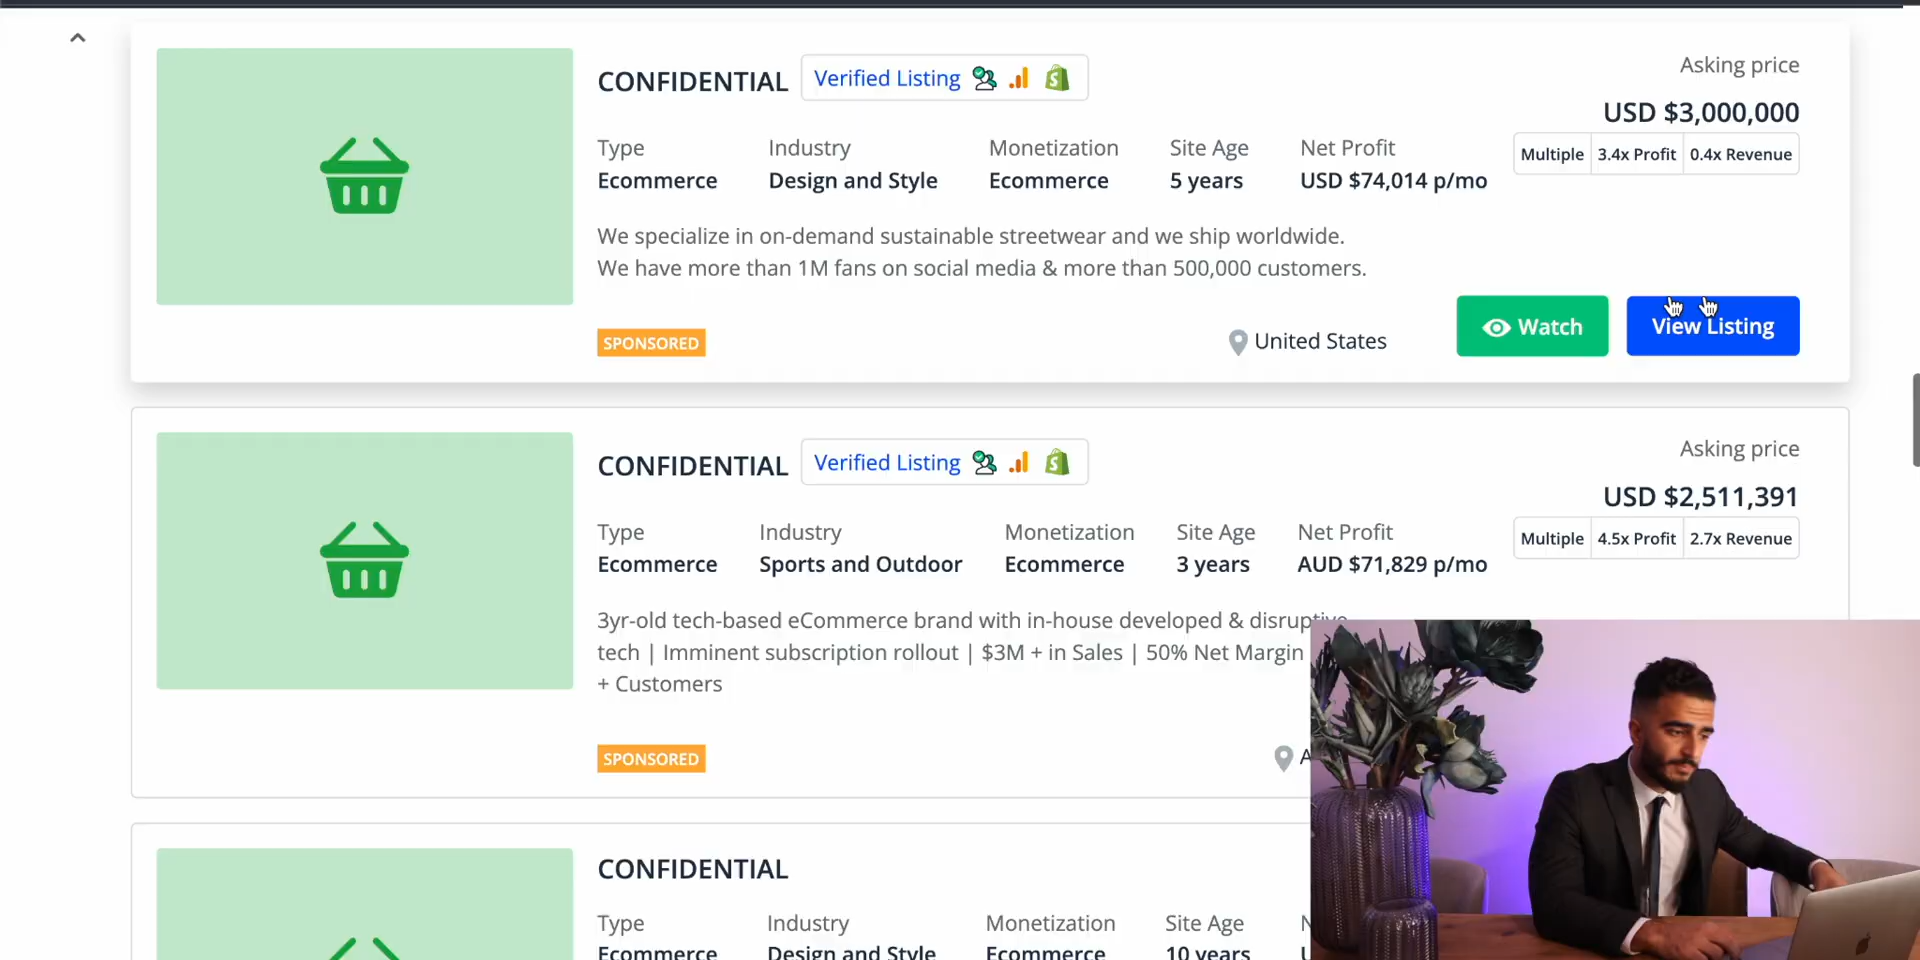 CONFIDENTIAL Verified Listing
Asking price
USD $3,000,000
Multiple 3.4x Profit 0.4x Revenue
Type Industry Monetization Site Age Net Profit
Ecommerce Design and Style Ecommerce 5 years USD $74,014 p/mo
We specialize in on-demand sustainable streetwear and we ship worldwide.
We have more than 1M fans on social media & more than 500,000 customers.
SPONSORED
United States
Watch
View Listing
CONFIDENTIAL Verified Listing
Asking price
USD $2,511,391
Multiple 4.5x Profit 2.7x Revenue
Type Industry Monetization Site Age Net Profit
Ecommerce Sports and Outdoor Ecommerce 3 years AUD $71,829 p/mo
3yr-old tech-based eCommerce brand with in-house developed & disruptive
tech | Imminent subscription rollout | $3M + in Sales | 50% Net Margin
+ Customers
SPONSORED
CONFIDENTIAL
Type Industry Monetization Site Age
Ecommerce Design and Style Ecommerce 10 years